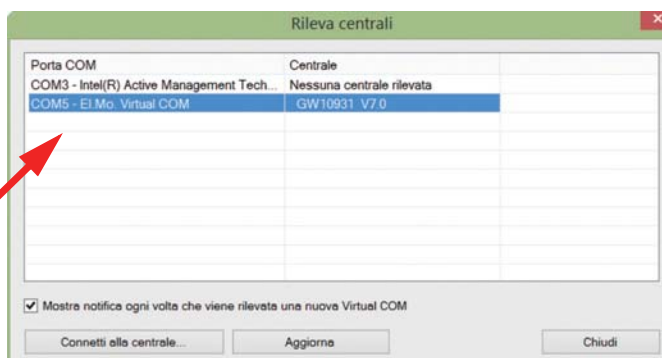 Rileva centrali
Porta COM Centrale
COM3 - Intel(R) Active Management Tech... Nessuna centrale rilevata
COM5 - El.Mo. Virtual COM GW10931 V7.0
Mostra notifica ogni volta che viene rilevata una nuova Virtual COM
Connetti alla centrale... Aggiorna Chiudi